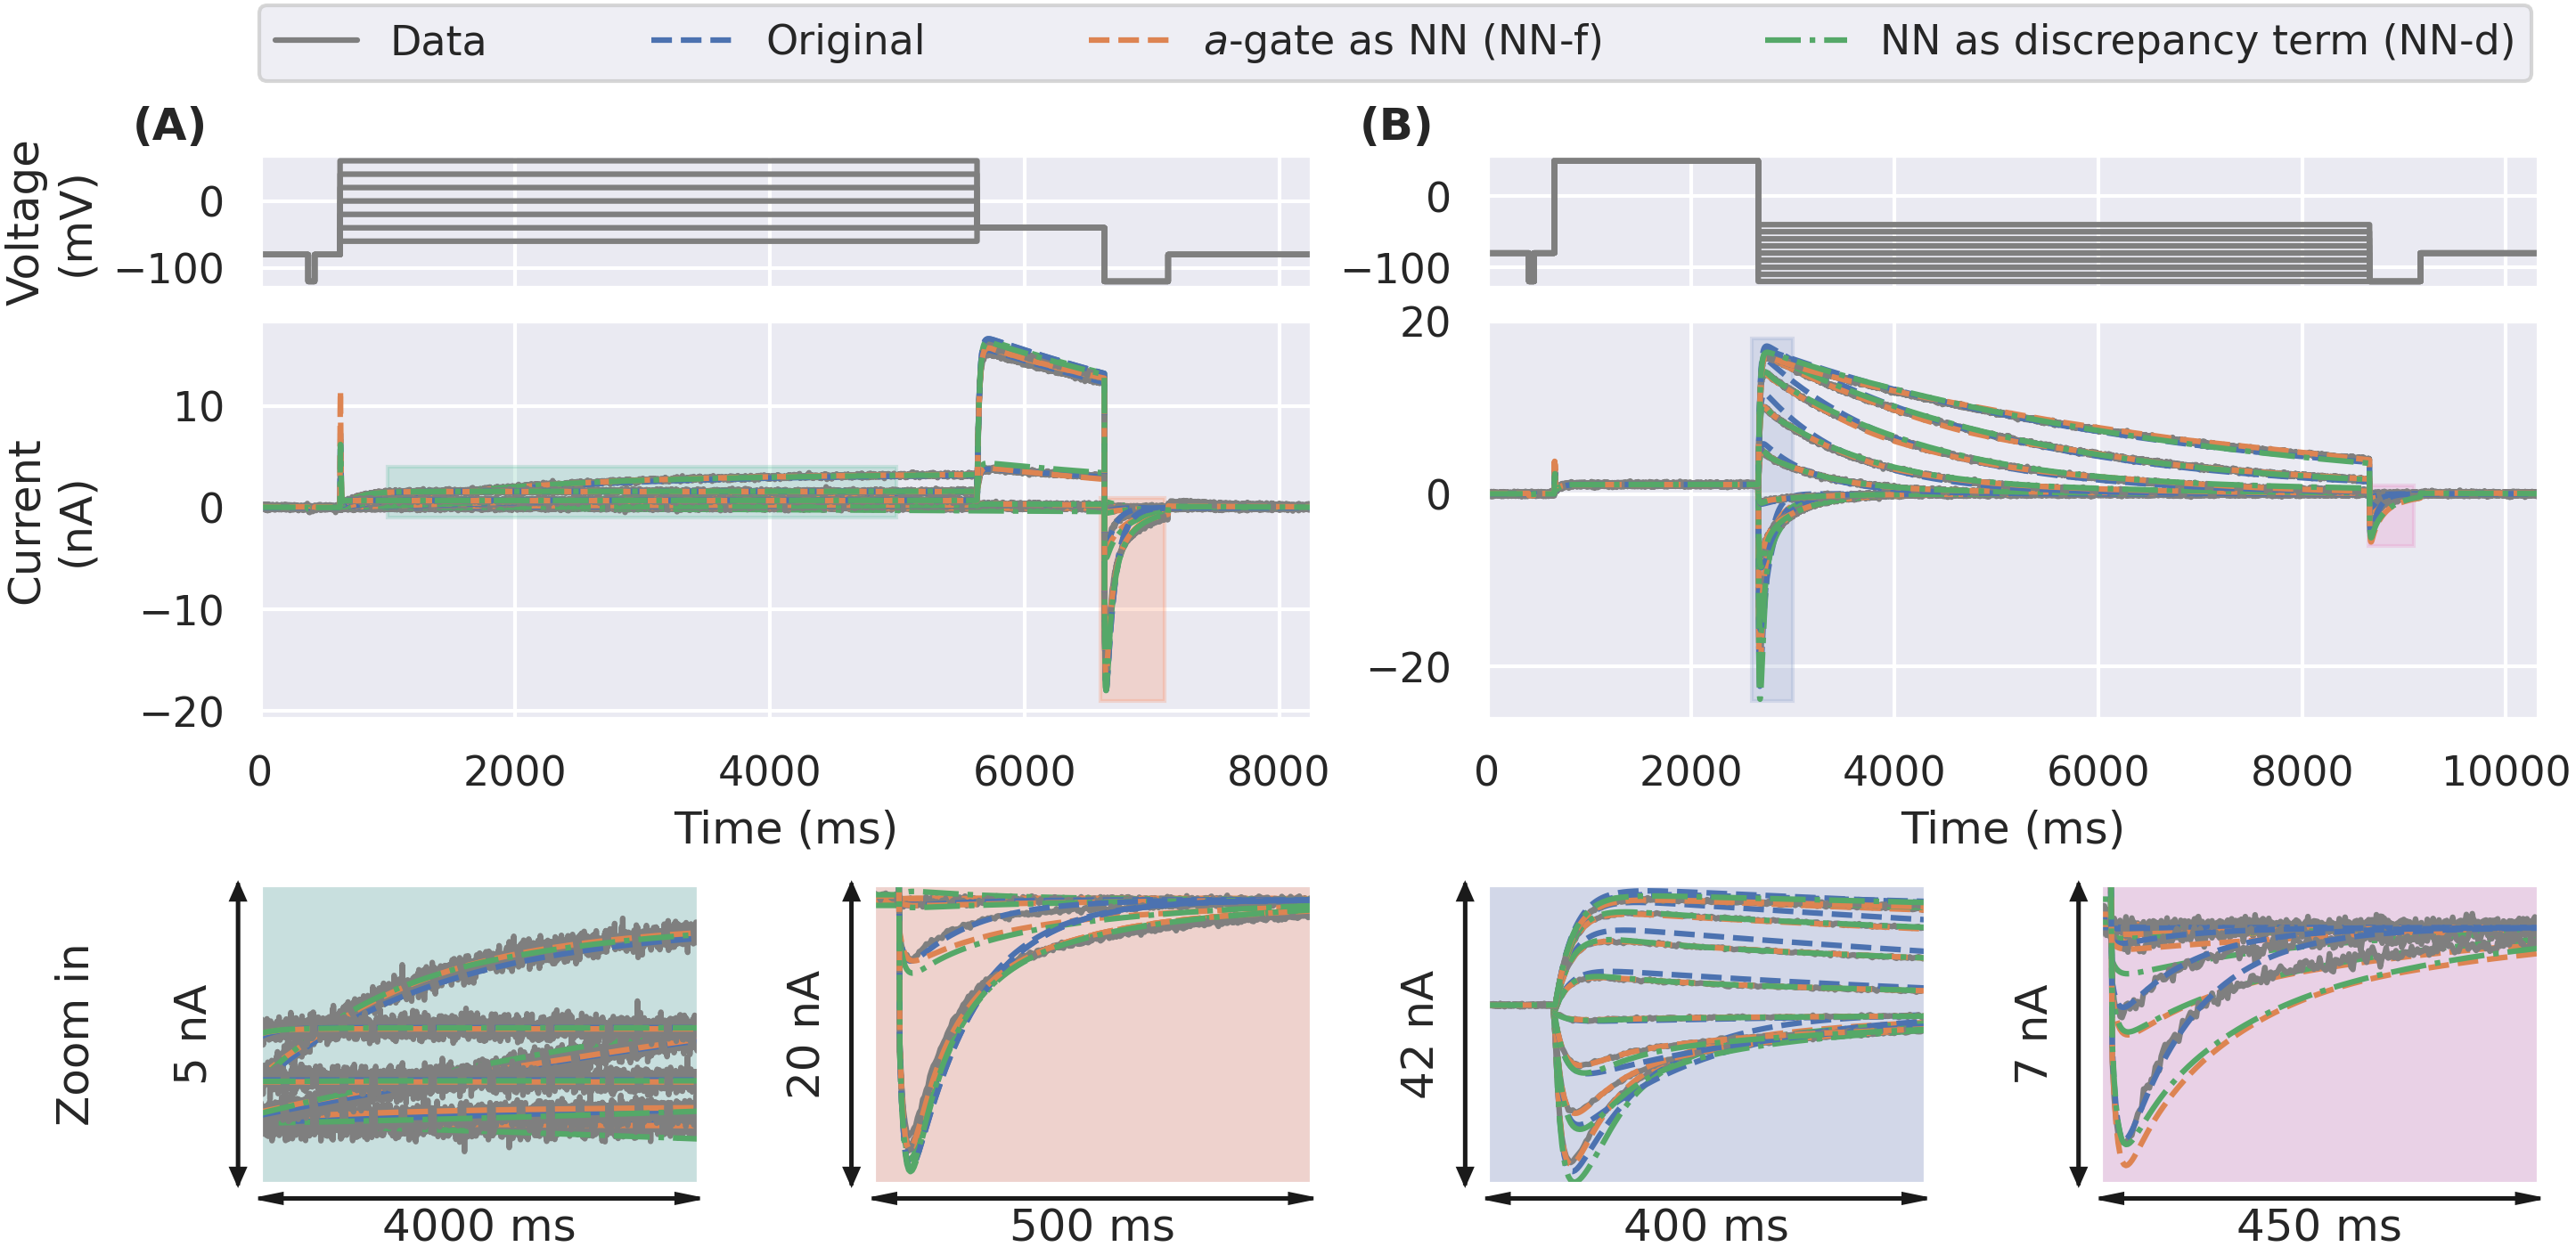 Data Original a-gate as NN (NN-f) NN as discrepancy term (NN-d)
(A) (B)
Voltage
(mV)
0
−100
0
−100
Current
(nA)
10
0
−10
−20
20
0
−20
0 2000 4000 6000 8000
Time (ms)
0 2000 4000 6000 8000 10000
Time (ms)
Zoom in
5 nA
4000 ms
20 nA
500 ms
42 nA
400 ms
7 nA
450 ms